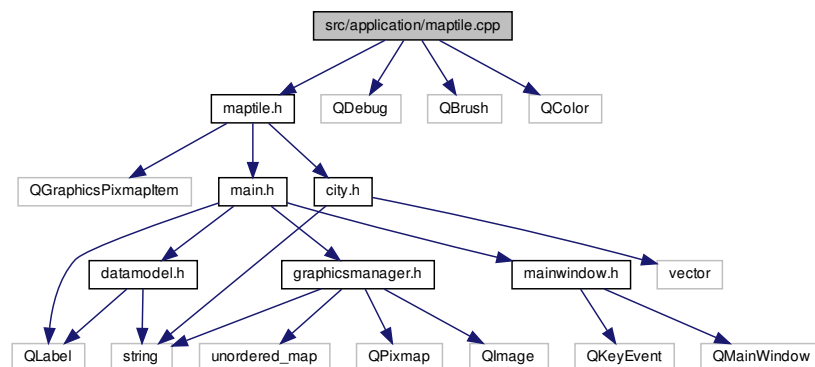 src/application/maptile.cpp
maptile.h
QDebug
QBrush
QColor
QGraphicsPixmapItem
main.h
city.h
datamodel.h
graphicsmanager.h
mainwindow.h
vector
QLabel
string
unordered_map
QPixmap
QImage
QKeyEvent
QMainWindow